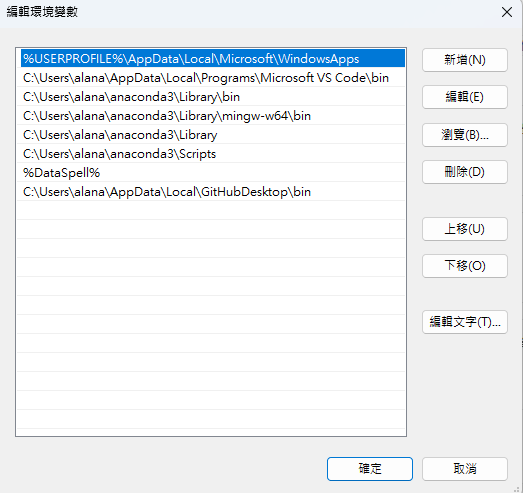 編輯環境變數
%USERPROFILE%\AppData\Local\Microsoft\WindowsApps
C:\Users\alana\AppData\Local\Programs\Microsoft VS Code\bin
C:\Users\alana\anaconda3\Library\bin
C:\Users\alana\anaconda3\Library\mingw-w64\bin
C:\Users\alana\anaconda3\Library
C:\Users\alana\anaconda3\Scripts
%DataSpell%
C:\Users\alana\AppData\Local\GitHubDesktop\bin
新增(N)
編輯(E)
瀏覽(B)...
刪除(D)
上移(U)
下移(O)
編輯文字(T)...
確定
取消